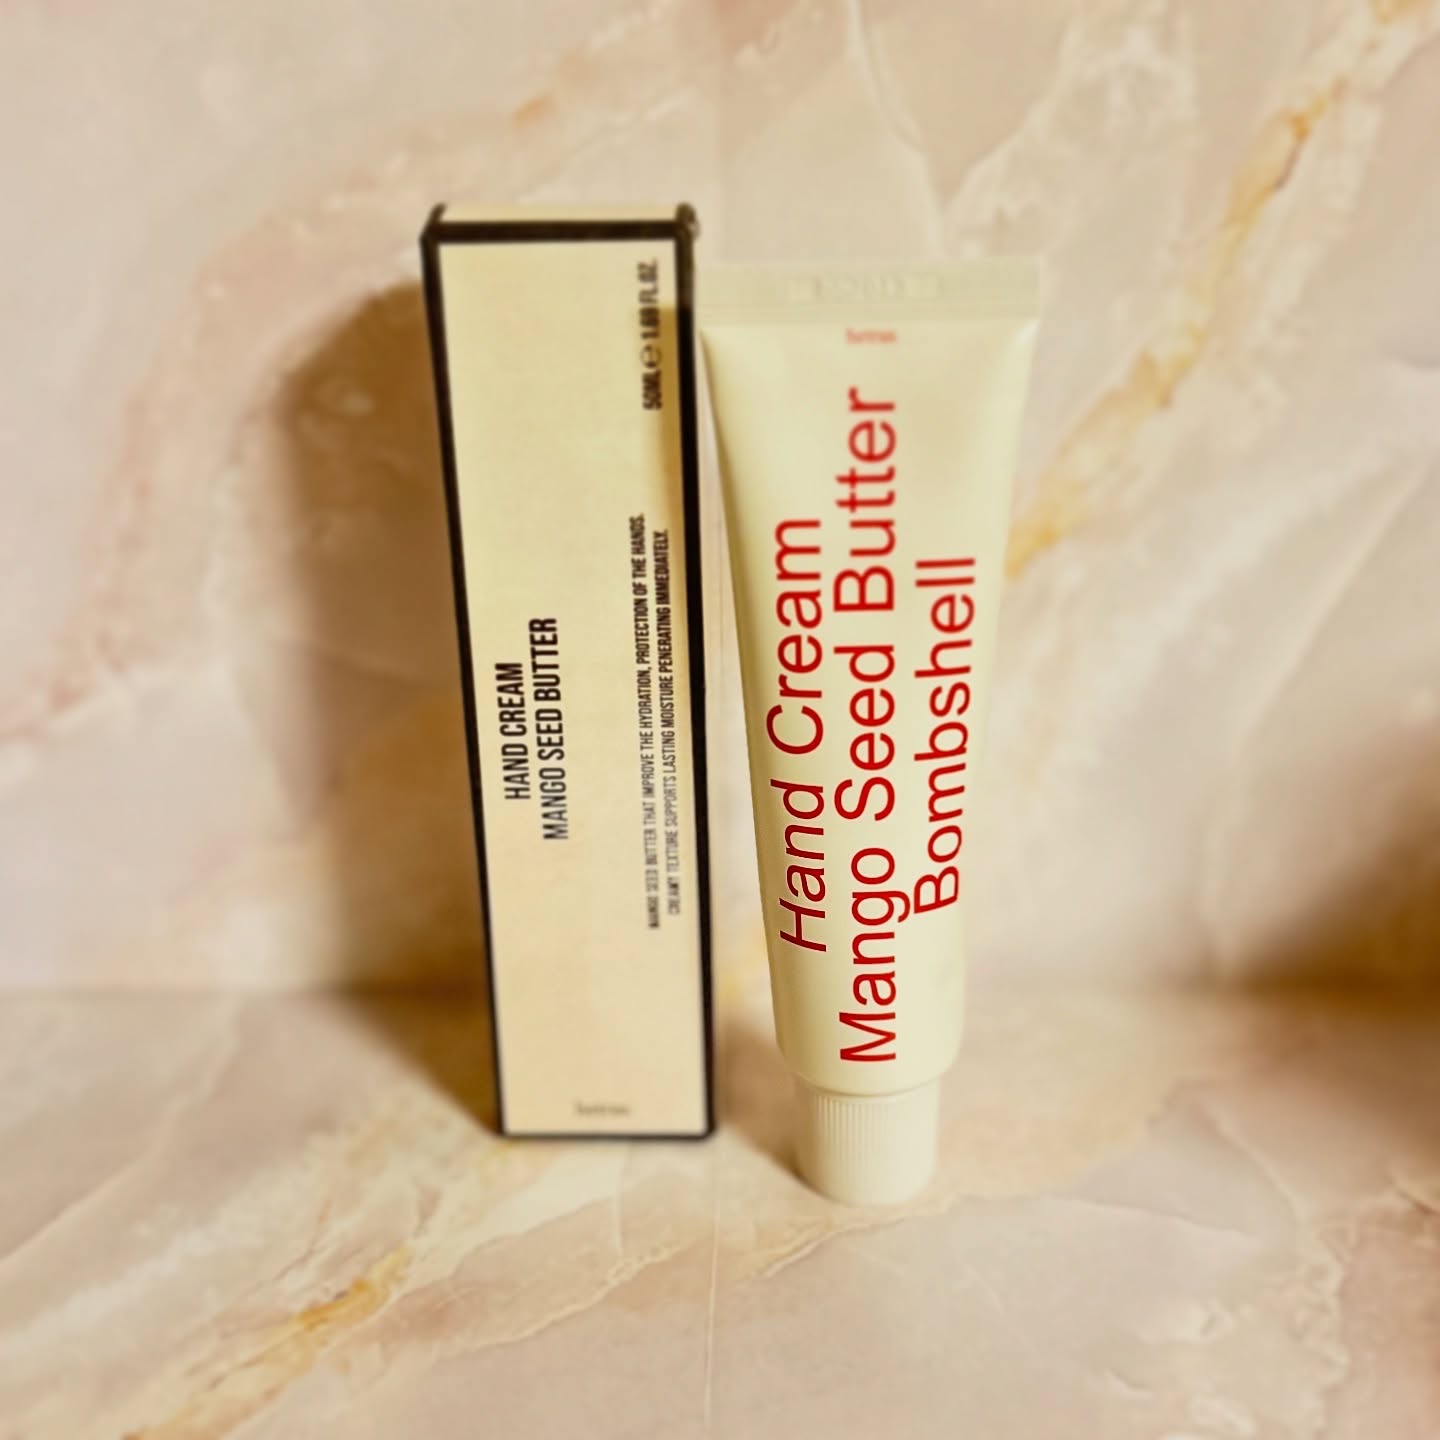 HAND CREAM
MANGO SEED BUTTER
MANGO SEED BUTTER THAT IMPROVE THE HYDRATION, PROTECTION OF THE HANDS.
CREAMY TEXTURE SUPPORTS LASTING MOISTURE PENERATING IMMEDIATELY.
50ML ℮ 1.69 FL.OZ.
Hand Cream
Mango Seed Butter
Bombshell